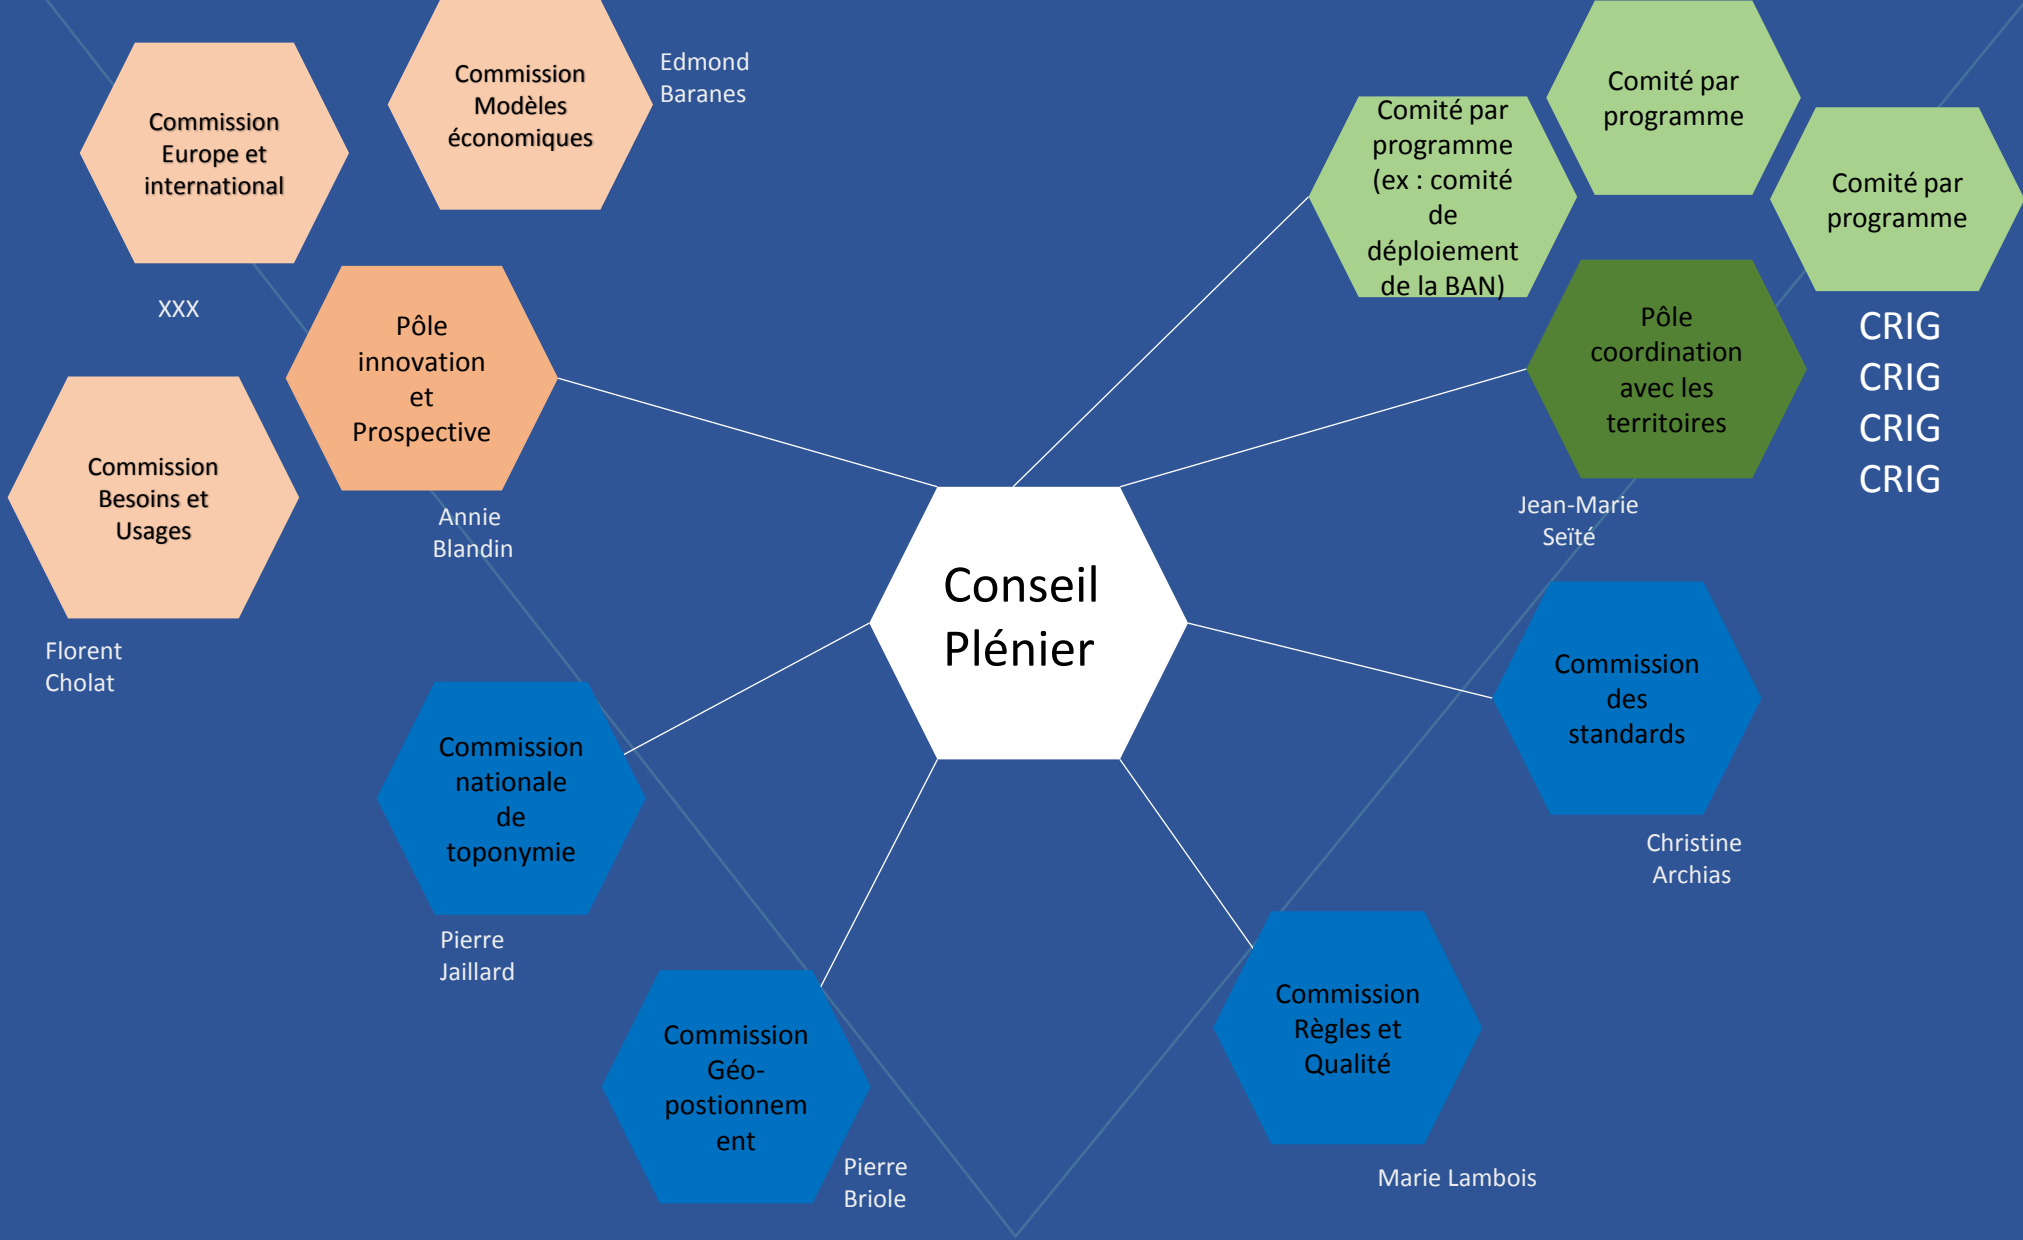 Commission
Modèles
économiques
Edmond
Baranes
Commission
Europe et
international
XXX
Pôle
innovation
et
Prospective
Annie
Blandin
Commission
Besoins et
Usages
Florent
Cholat
Comité par
programme
(ex : comité
de
déploiement
de la BAN)
Comité par
programme
Comité par
programme
Pôle
coordination
avec les
territoires
CRIG
CRIG
CRIG
CRIG
Jean-Marie
Seïté
Conseil
Plénier
Commission
des
standards
Christine
Archias
Commission
nationale
de
toponymie
Pierre
Jaillard
Commission
Géo-
postionnem
ent
Pierre
Briole
Commission
Règles et
Qualité
Marie Lambois